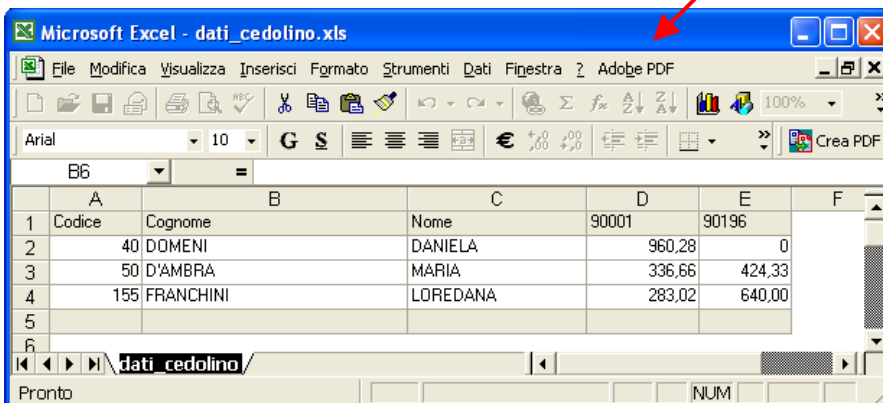 Microsoft Excel - dati_cedolino.xls
File Modifica Visualizza Inserisci Formato Strumenti Dati Finestra ? Adobe PDF
100%
Arial 10 G S € Crea PDF
B6 =
A B C D E F
1 Codice Cognome Nome 90001 90196
2 40 DOMENI DANIELA 960,28 0
3 50 D'AMBRA MARIA 336,66 424,33
4 155 FRANCHINI LOREDANA 283,02 640,00
5
6
dati_cedolino
Pronto NUM